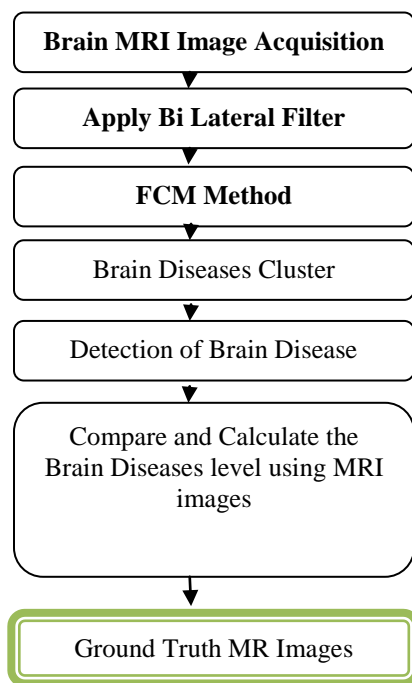 Brain MRI Image Acquisition
Apply Bi Lateral Filter
FCM Method
Brain Diseases Cluster
Detection of Brain Disease
Compare and Calculate the
Brain Diseases level using MRI
images
Ground Truth MR Images